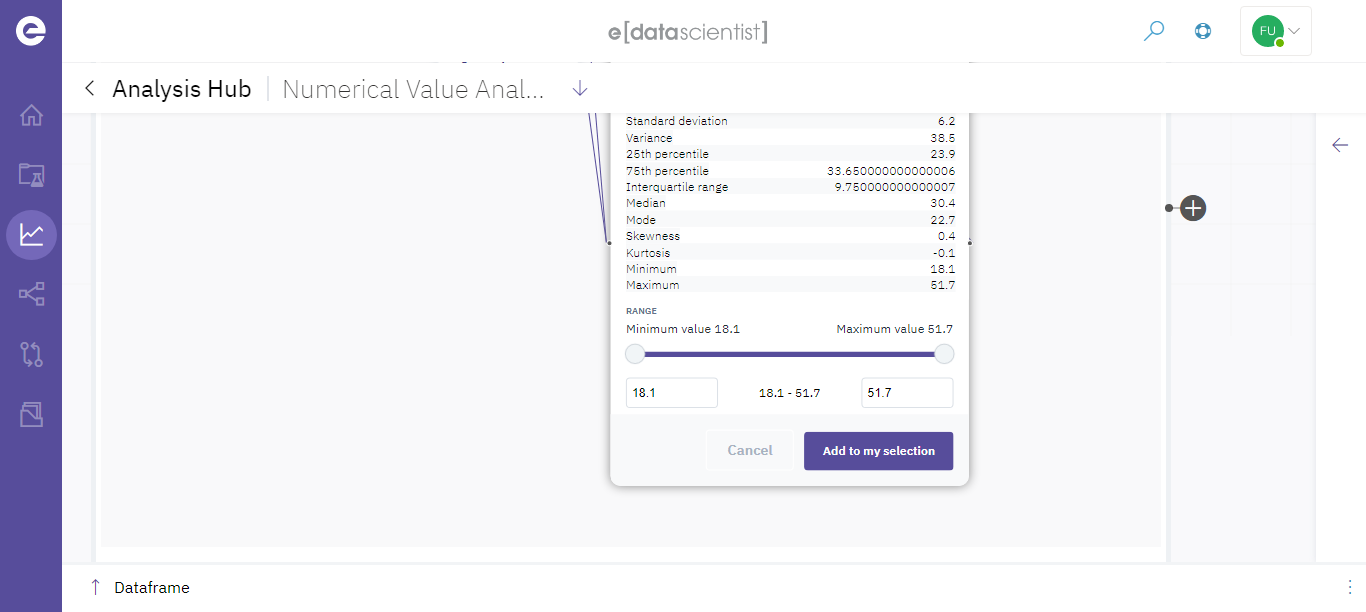 e[datascientist]
FU
Analysis Hub
Numerical Value Anal...
Standard deviation 6.2
Variance 38.5
25th percentile 23.9
75th percentile 33.650000000000006
Interquartile range 9.750000000000007
Median 30.4
Mode 22.7
Skewness 0.4
Kurtosis -0.1
Minimum 18.1
Maximum 51.7
RANGE
Minimum value 18.1 Maximum value 51.7
18.1 18.1 - 51.7 51.7
Cancel Add to my selection
Dataframe